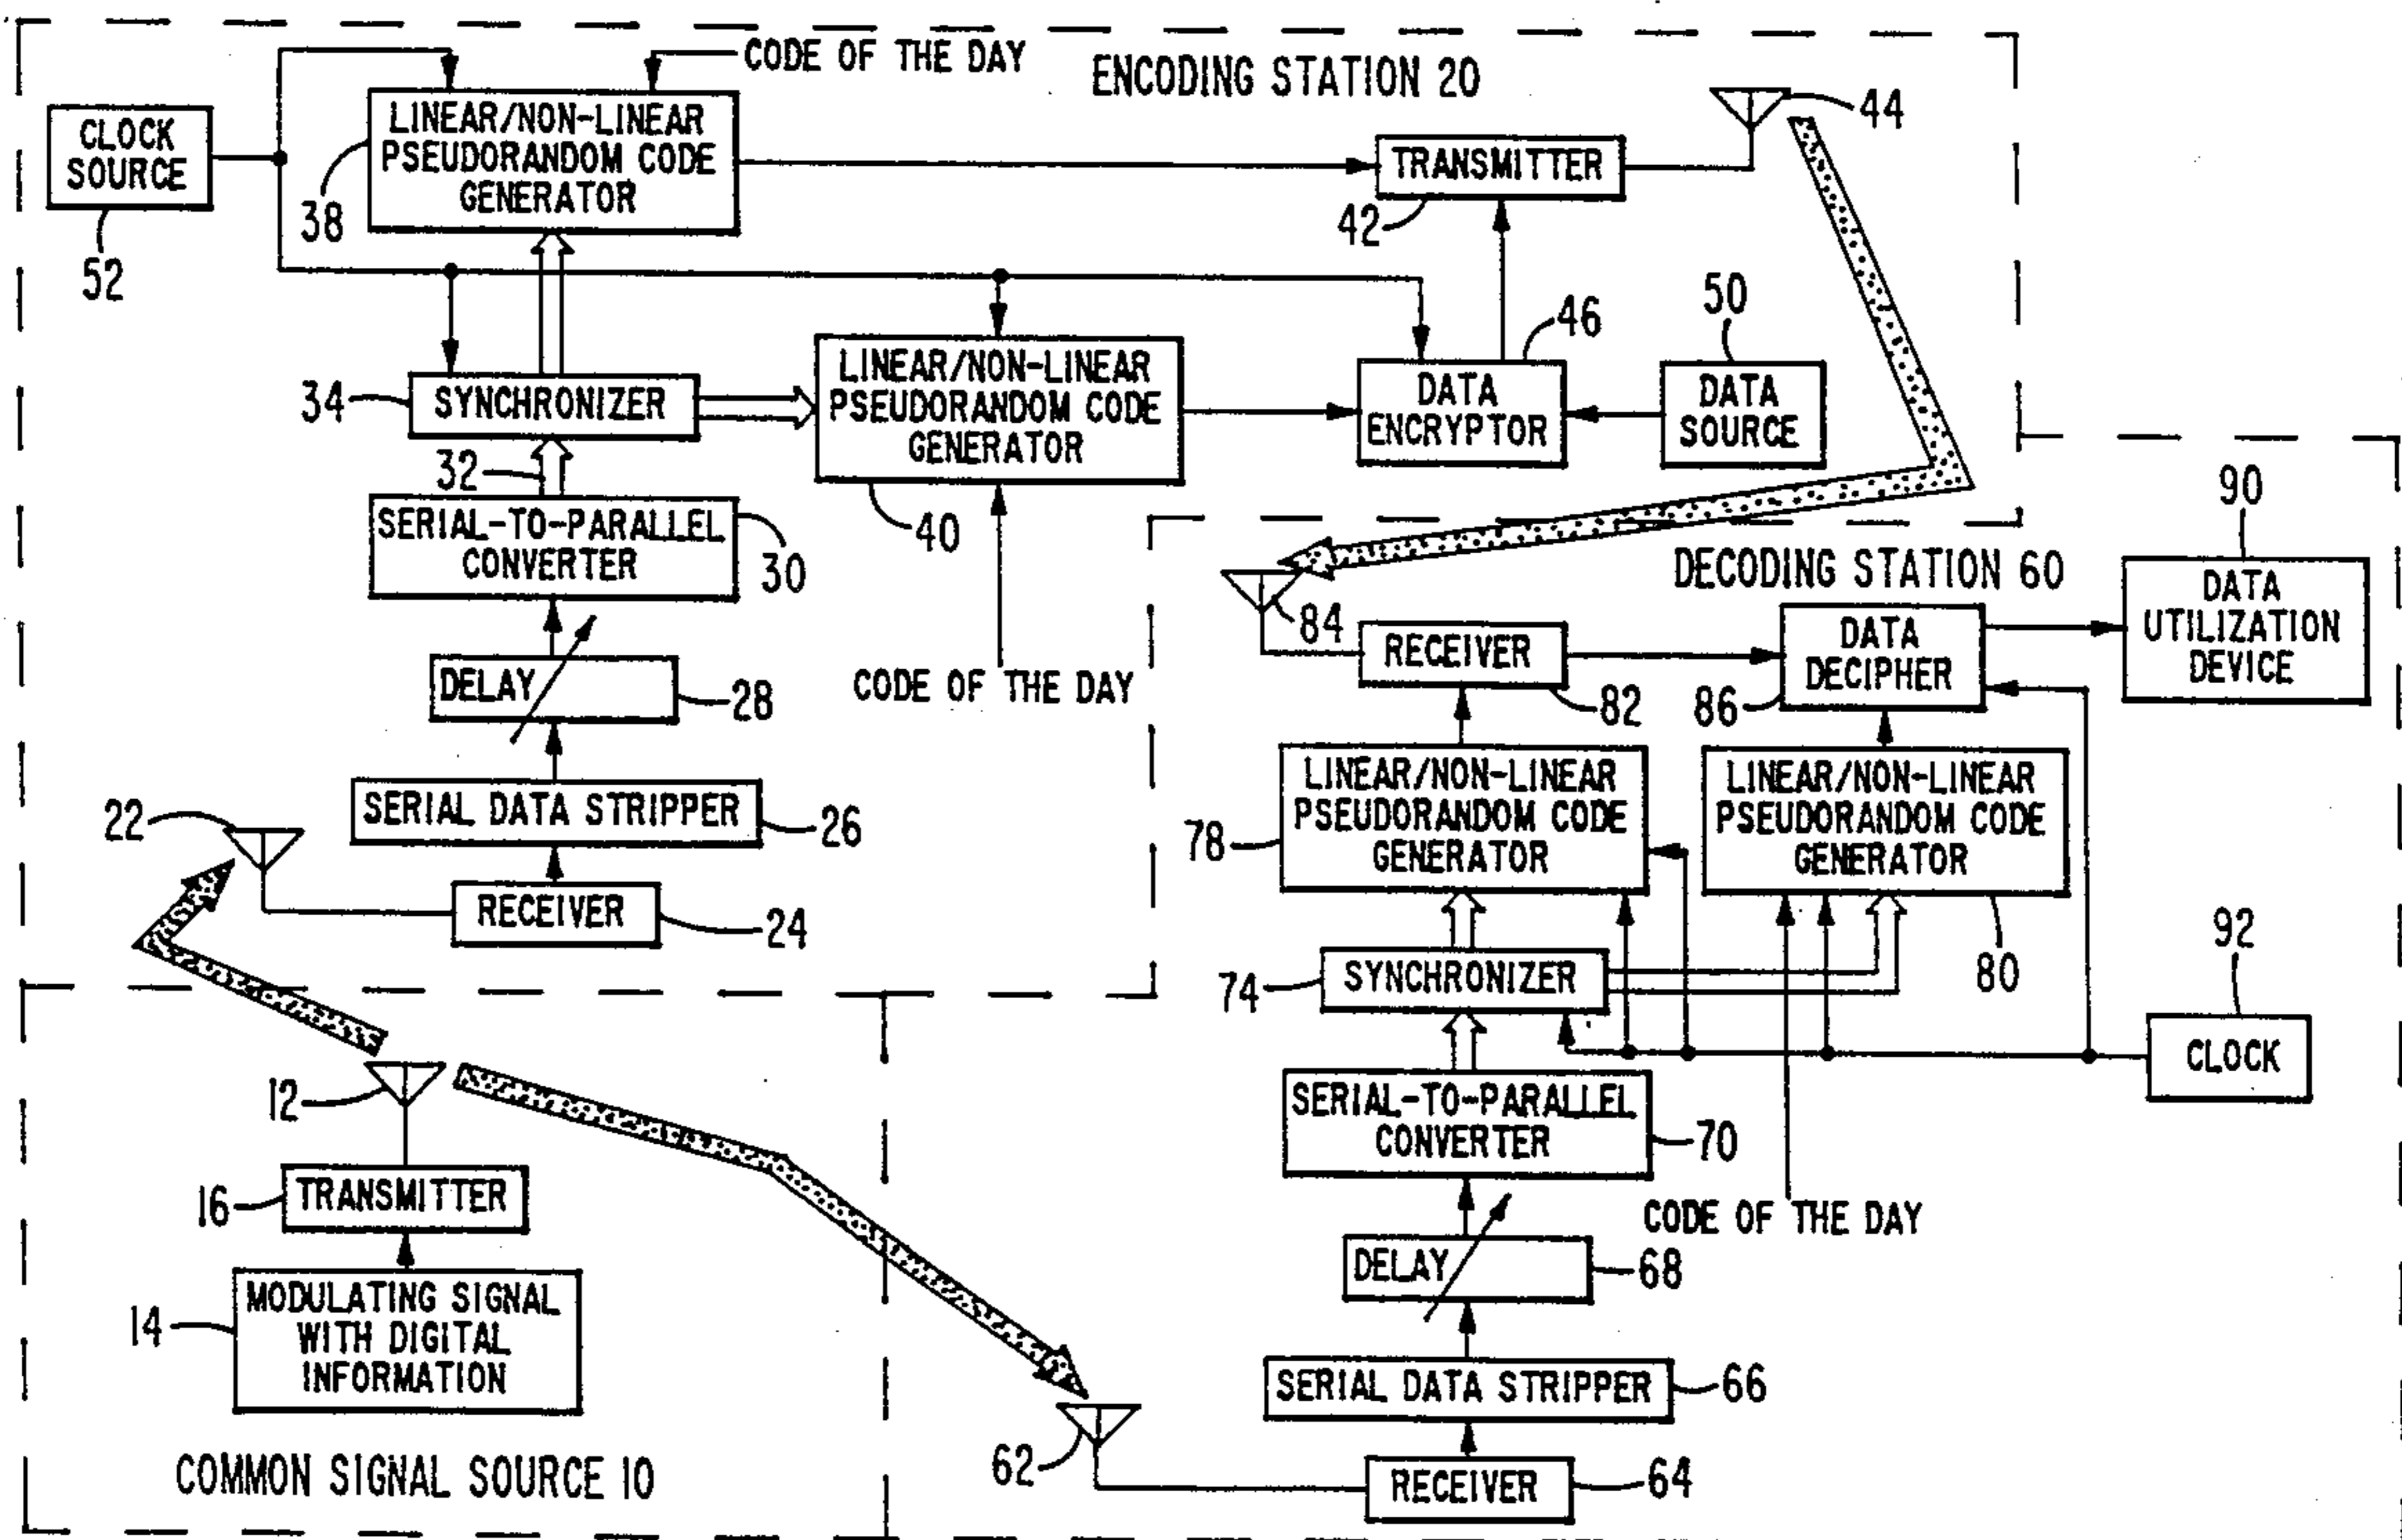 CODE OF THE DAY
ENCODING STATION 20
44
CLOCK
SOURCE
52
LINEAR/NON-LINEAR
PSEUDORANDOM CODE
GENERATOR
38
TRANSMITTER
42
34
SYNCHRONIZER
LINEAR/NON-LINEAR
PSEUDORANDOM CODE
GENERATOR
40
46
DATA
ENCRYPTOR
50
DATA
SOURCE
32
SERIAL-TO-PARALLEL
CONVERTER
30
CODE OF THE DAY
DELAY
28
SERIAL DATA STRIPPER
26
22
RECEIVER
24
DECODING STATION 60
90
DATA
UTILIZATION
DEVICE
84
RECEIVER
82
DATA
DECIPHER
86
LINEAR/NON-LINEAR
PSEUDORANDOM CODE
GENERATOR
78
LINEAR/NON-LINEAR
PSEUDORANDOM CODE
GENERATOR
80
74
SYNCHRONIZER
92
CLOCK
SERIAL-TO-PARALLEL
CONVERTER
70
CODE OF THE DAY
DELAY
68
SERIAL DATA STRIPPER
66
62
RECEIVER
64
12
16
TRANSMITTER
14
MODULATING SIGNAL
WITH DIGITAL
INFORMATION
COMMON SIGNAL SOURCE 10